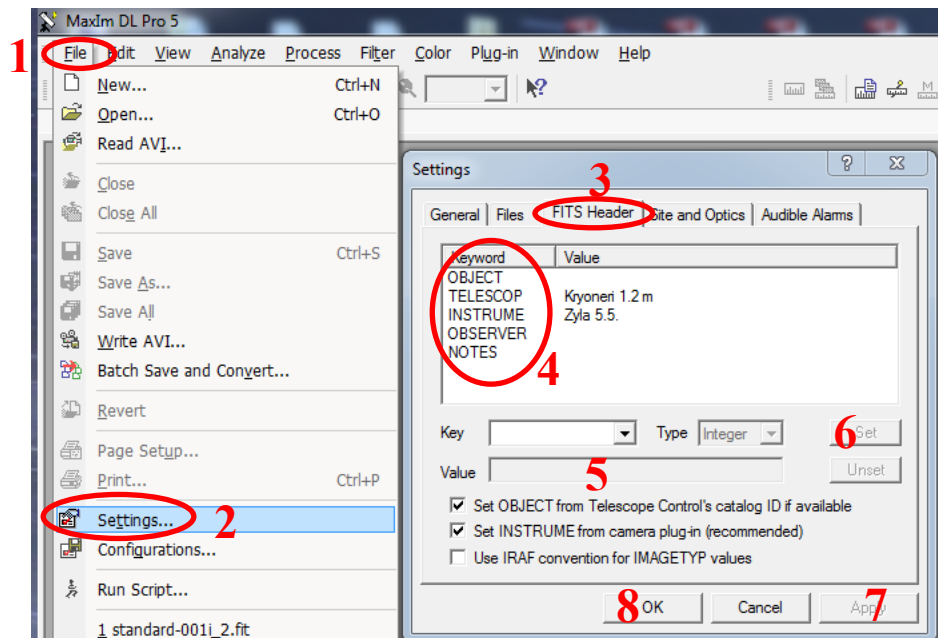 MaxIm DL Pro 5
1
File Edit View Analyze Process Filter Color Plug-in Window Help
New... Ctrl+N
Open... Ctrl+O
Read AVI...
Close
Close All
Save Ctrl+S
Save As...
Save All
Write AVI...
Batch Save and Convert...
Revert
Page Setup...
Print... Ctrl+P
Settings... 2
Configurations...
Run Script...
1 standard-001i_2.fit
Settings
3
General Files FITS Header Site and Optics Audible Alarms
Keyword Value
OBJECT
TELESCOP Kryoneri 1.2 m
INSTRUME Zyla 5.5.
OBSERVER
NOTES
4
Key Type Integer 6 Set
Value 5 Unset
Set OBJECT from Telescope Control's catalog ID if available
Set INSTRUME from camera plug-in (recommended)
Use IRAF convention for IMAGETYP values
8 OK Cancel Apply 7